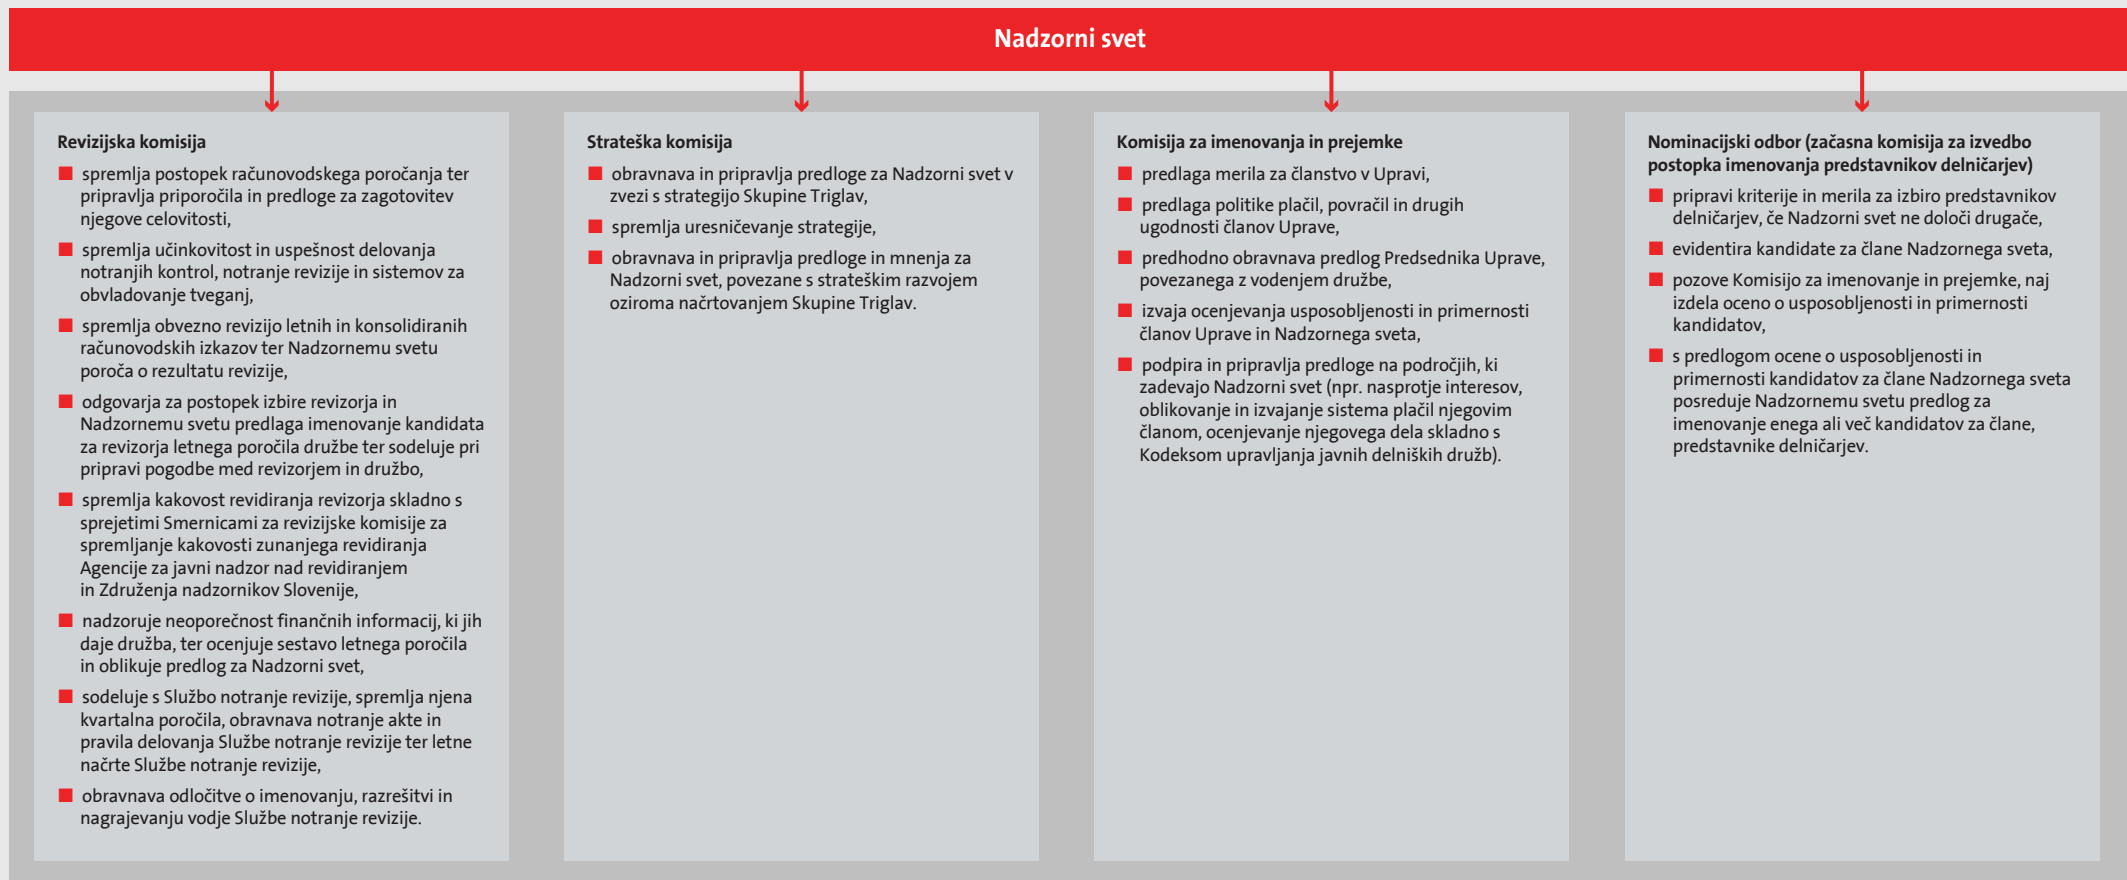 Nadzorni svet
Revizijska komisija
spremlja postopek računovodskega poročanja ter
pripravlja priporočila in predloge za zagotovitev
njegove celovitosti,
spremlja učinkovitost in uspešnost delovanja
notranjih kontrol, notranje revizije in sistemov za
obvladovanje tveganj,
spremlja obvezno revizijo letnih in konsolidiranih
računovodskih izkazov ter Nadzornemu svetu
poroča o rezultatu revizije,
odgovarja za postopek izbire revizorja in
Nadzornemu svetu predlaga imenovanje kandidata
za revizorja letnega poročila družbe ter sodeluje pri
pripravi pogodbe med revizorjem in družbo,
spremlja kakovost revidiranja revizorja skladno s
sprejetimi Smernicami za revizijske komisije za
spremljanje kakovosti zunanjega revidiranja
Agencije za javni nadzor nad revidiranjem
in Združenja nadzornikov Slovenije,
nadzoruje neoporečnost finančnih informacij, ki jih
daje družba, ter ocenjuje sestavo letnega poročila
in oblikuje predlog za Nadzorni svet,
sodeluje s Službo notranje revizije, spremlja njena
kvartalna poročila, obravnava notranje akte in
pravila delovanja Službe notranje revizije ter letne
načrte Službe notranje revizije,
obravnava odločitve o imenovanju, razrešitvi in
nagrajevanju vodje Službe notranje revizije.
Strateška komisija
obravnava in pripravlja predloge za Nadzorni svet v
zvezi s strategijo Skupine Triglav,
spremlja uresničevanje strategije,
obravnava in pripravlja predloge in mnenja za
Nadzorni svet, povezane s strateškim razvojem
oziroma načrtovanjem Skupine Triglav.
Komisija za imenovanja in prejemke
predlaga merila za članstvo v Upravi,
predlaga politike plačil, povračil in drugih
ugodnosti članov Uprave,
predhodno obravnava predlog Predsednika Uprave,
povezanega z vodenjem družbe,
izvaja ocenjevanja usposobljenosti in primernosti
članov Uprave in Nadzornega sveta,
podpira in pripravlja predloge na področjih, ki
zadevajo Nadzorni svet (npr. nasprotje interesov,
oblikovanje in izvajanje sistema plačil njegovim
članom, ocenjevanje njegovega dela skladno s
Kodeksom upravljanja javnih delniških družb).
Nominacijski odbor (začasna komisija za izvedbo
postopka imenovanja predstavnikov delničarjev)
pripravi kriterije in merila za izbiro predstavnikov
delničarjev, če Nadzorni svet ne določi drugače,
evidentira kandidate za člane Nadzornega sveta,
pozove Komisijo za imenovanje in prejemke, naj
izdela oceno o usposobljenosti in primernosti
kandidatov,
s predlogom ocene o usposobljenosti in
primernosti kandidatov za člane Nadzornega sveta
posreduje Nadzornemu svetu predlog za
imenovanje enega ali več kandidatov za člane,
predstavnike delničarjev.